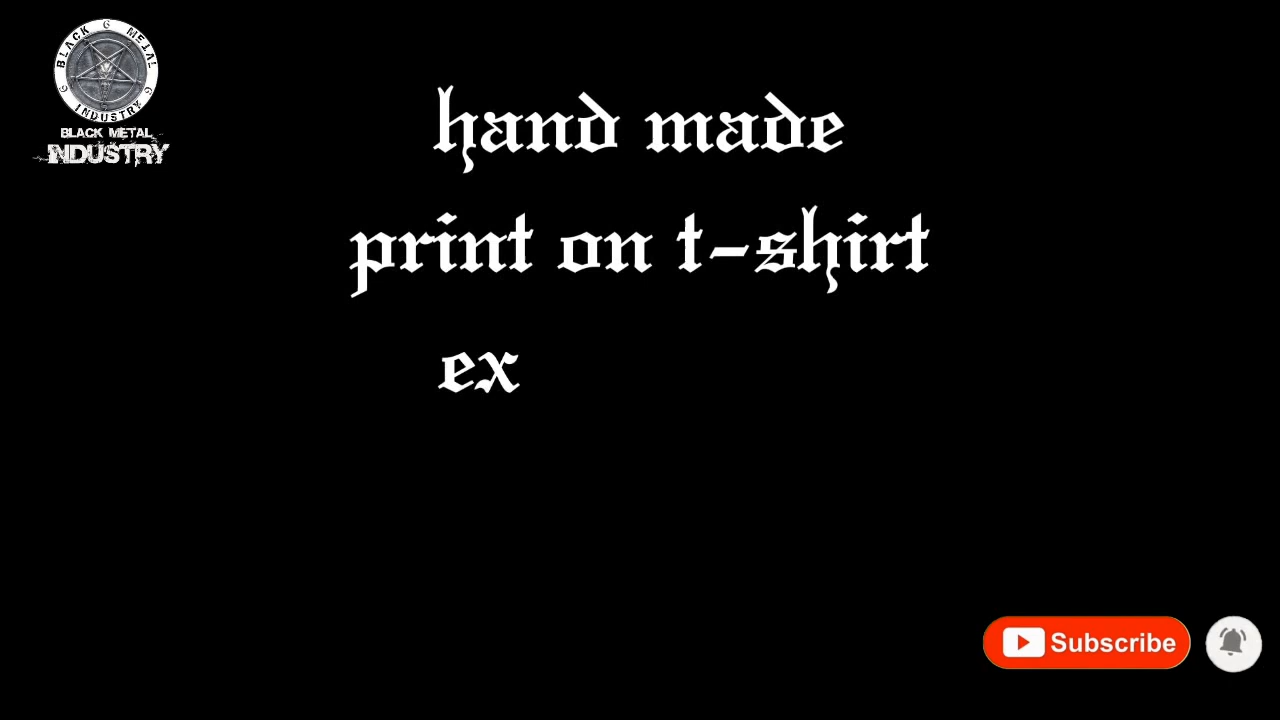 BLACK METAL
INDUSTRY
BLACK METAL
INDUSTRY
hand made
print on t-shirt
ex
Subscribe